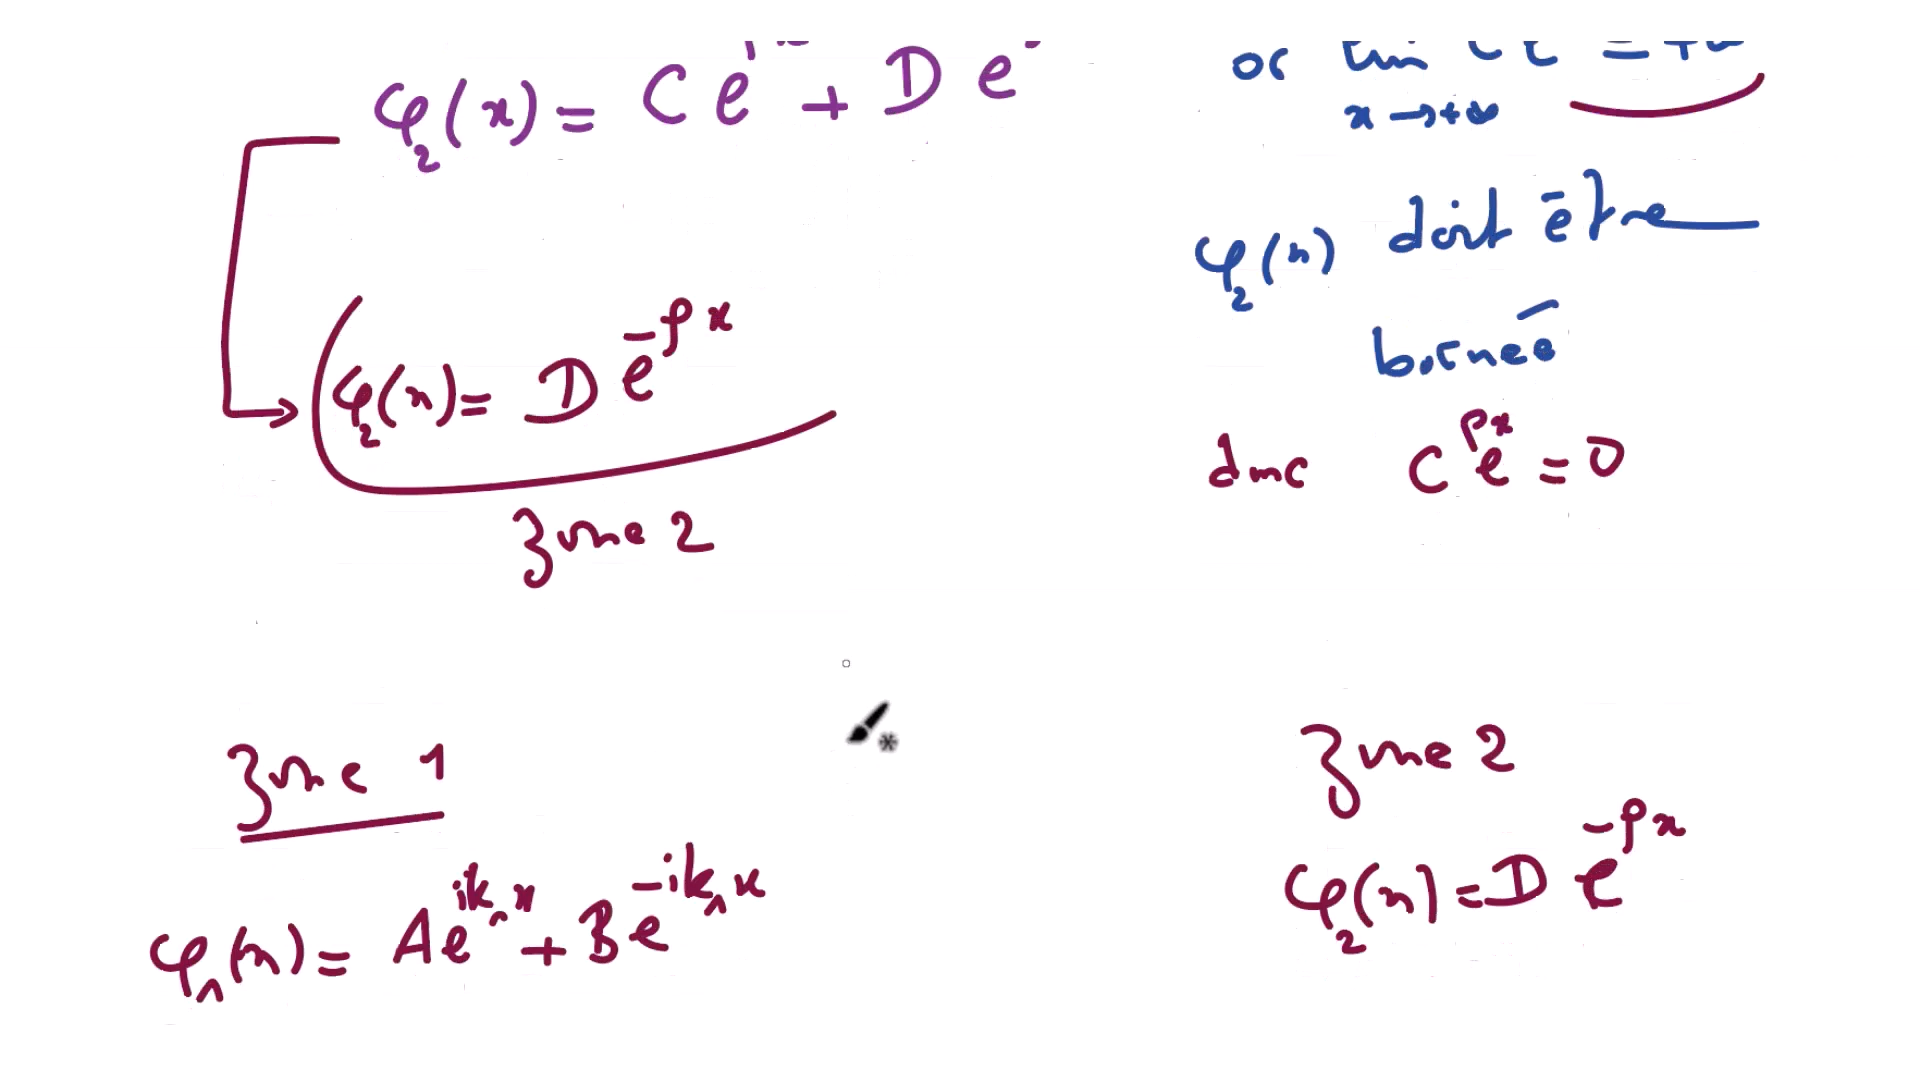 φ₂(x) = C e + D e
or lim C e = +∞
x → +∞
φ₂(x) doit être
bornée
φ₂(x) = D e^{-ρx}
donc C e^{ρx} = 0
zone 2
zone 1
φ₁(x) = A e^{ik₁x} + B e^{-ik₁x}
zone 2
φ₂(x) = D e^{-ρx}